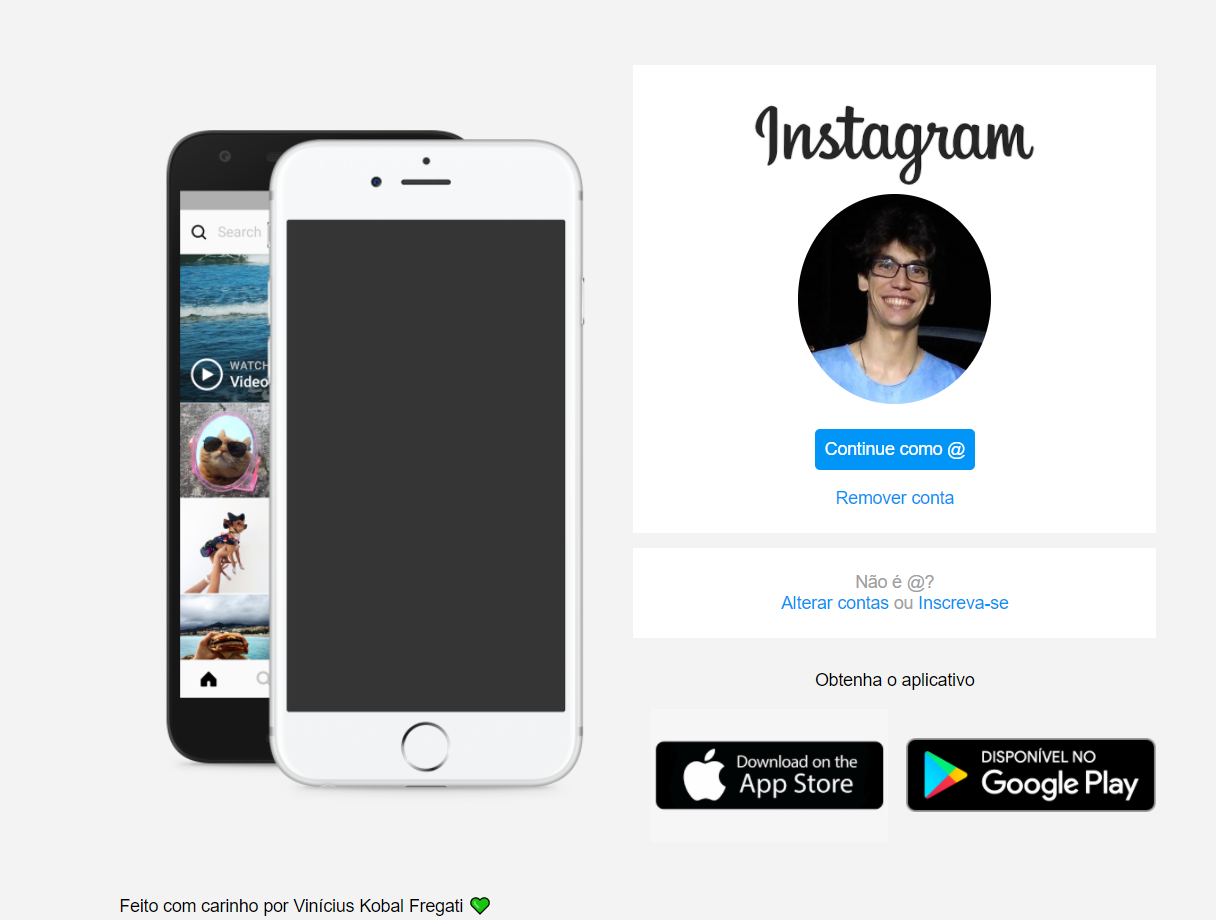 Instagram
Search
WATCH
Video
Continue como @
Remover conta
Não é @?
Alterar contas ou Inscreva-se
Obtenha o aplicativo
Download on the
App Store
DISPONÍVEL NO
Google Play
Feito com carinho por Vinícius Kobal Fregati 💚